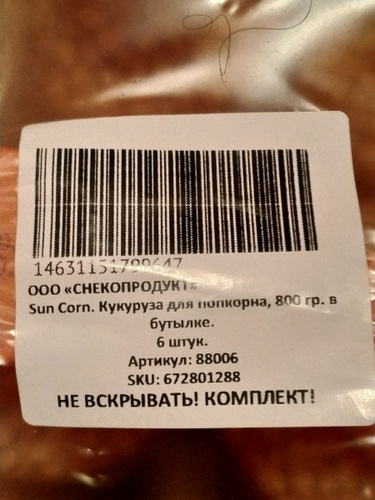 ООО «СНЕКОПРОДУКТ»
Sun Corn. Кукуруза для попкорна, 800 гр. в
бутылке.
6 штук.
Артикул: 88006
SKU: 672801288
НЕ ВСКРЫВАТЬ! КОМПЛЕКТ!